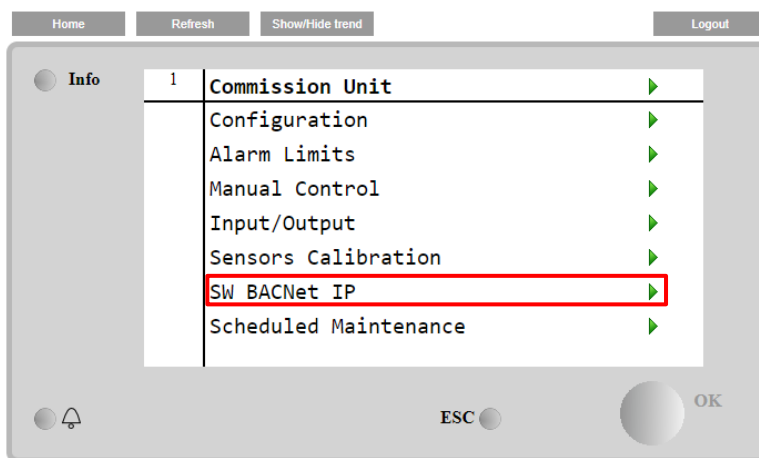 Home Refresh Show/Hide trend Logout
Info
1 Commission Unit
Configuration
Alarm Limits
Manual Control
Input/Output
Sensors Calibration
SW BACNet IP
Scheduled Maintenance
ESC OK